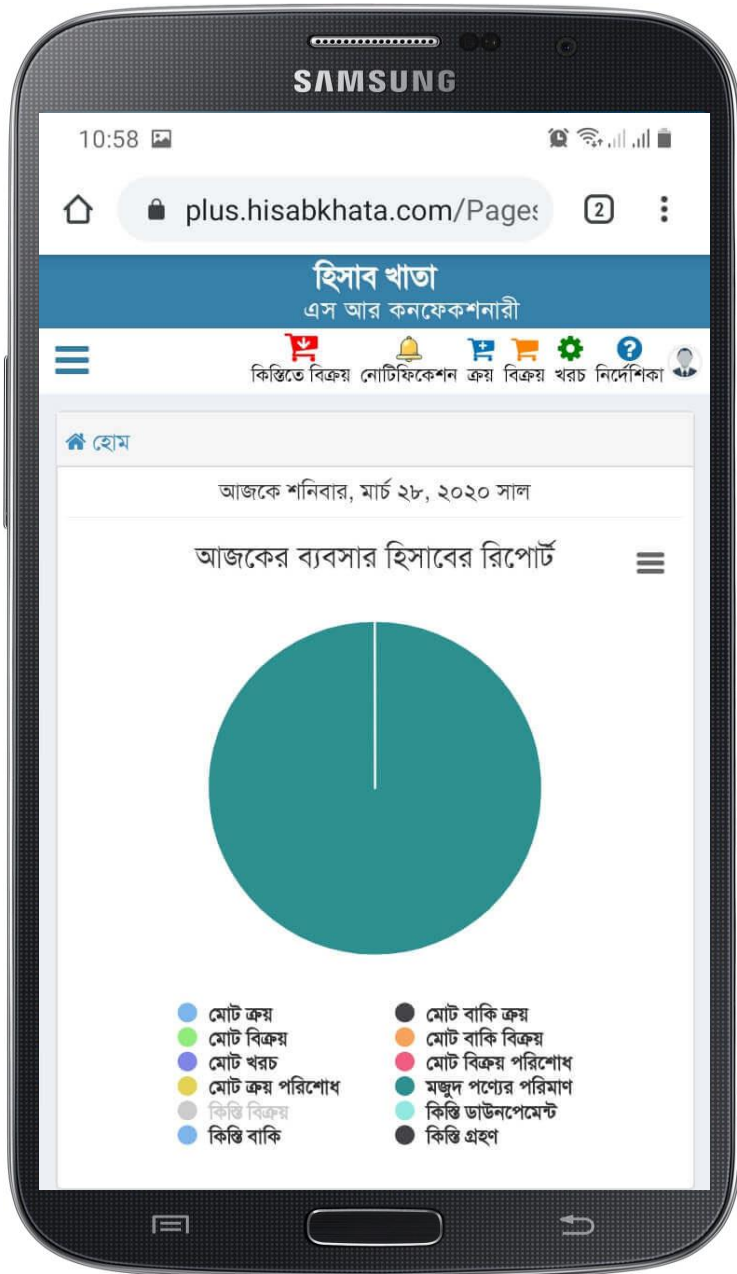 SAMSUNG
10:58
plus.hisabkhata.com/Pages
2
হিসাব খাতা
এস আর কনফেকশনারী
কিস্তিতে বিক্রয় নোটিফিকেশন ক্রয় বিক্রয় খরচ নির্দেশিকা
হোম
আজকে শনিবার, মার্চ ২৮, ২০২০ সাল
আজকের ব্যবসার হিসাবের রিপোর্ট
মোট ক্রয় মোট বাকি ক্রয়
মোট বিক্রয় মোট বাকি বিক্রয়
মোট খরচ মোট বিক্রয় পরিশোধ
মোট ক্রয় পরিশোধ মজুদ পণ্যের পরিমাণ
কিস্তি বিক্রয় কিস্তি ডাউনপেমেন্ট
কিস্তি বাকি কিস্তি গ্রহণ